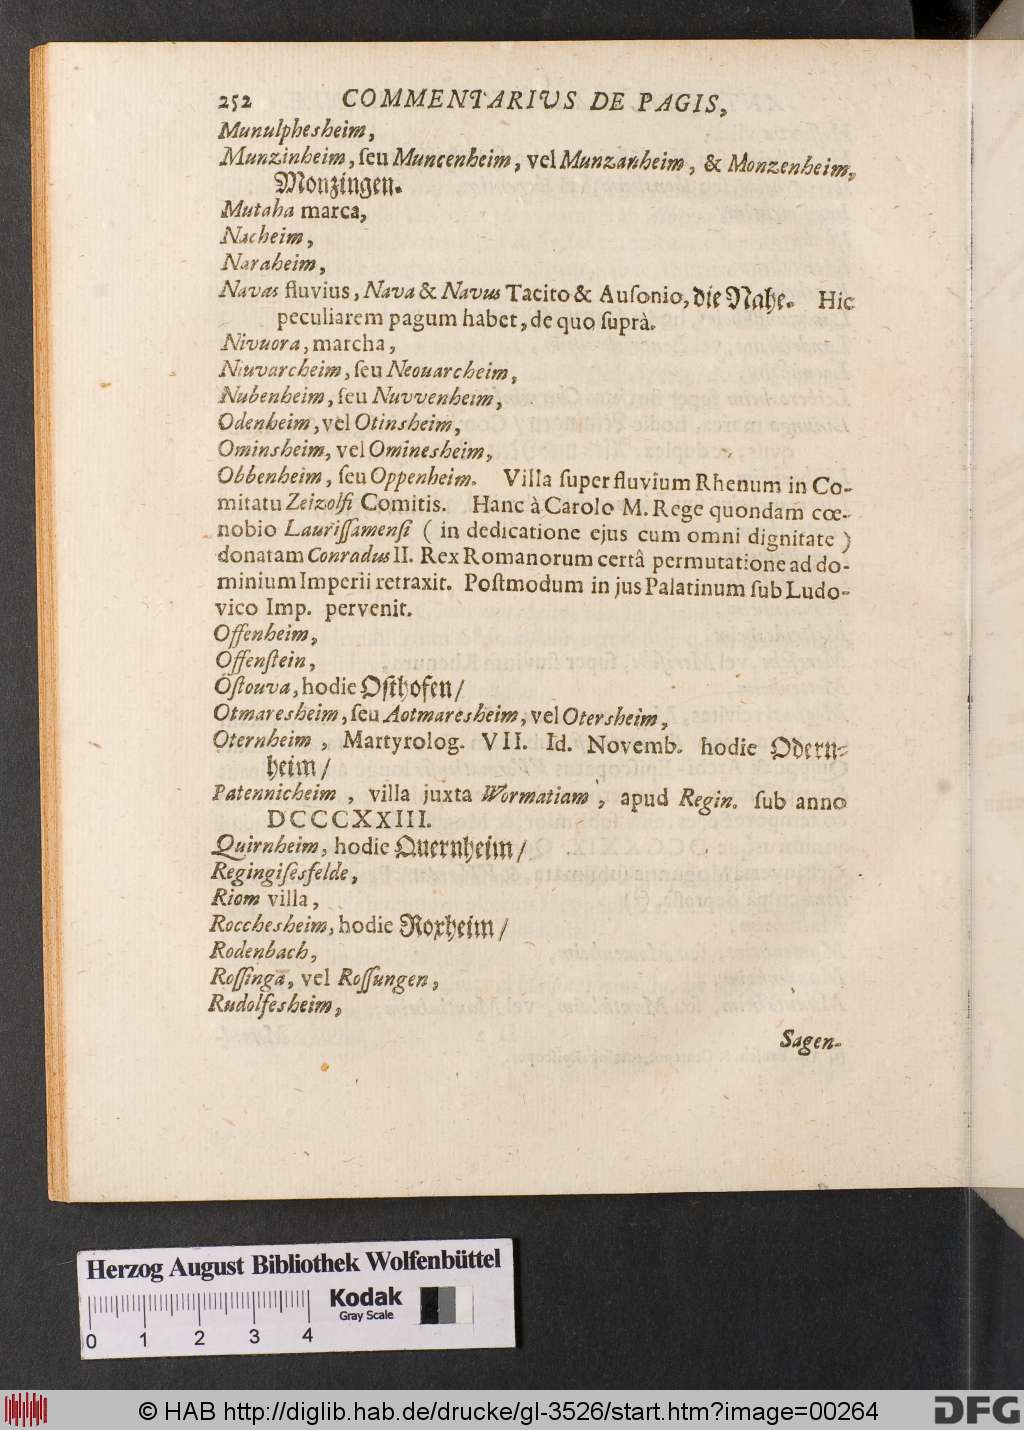 252 COMMENTARIVS DE PAGIS,
Munulphesheim,
Munzinheim, ſeu Muncenheim, vel Munzanheim, & Monzenheim,
Monzingen.
Mutaha marca,
Nacheim,
Naraheim,
Navas fluvius, Nava & Navus Tacito & Auſonio, die Nahe. Hic
peculiarem pagum habet, de quo ſuprà.
Nivuora, marcha,
Niuvarcheim, ſeu Neouarcheim,
Nubenheim, ſeu Nuvvenheim,
Odenheim, vel Otinsheim,
Ominsheim, vel Ominesheim,
Obbenheim, ſeu Oppenheim. Villa ſuper fluvium Rhenum in Co-
mitatu Zeizolfi Comitis. Hanc à Carolo M. Rege quondam cœ-
nobio Lauriſſamenſi ( in dedicatione ejus cum omni dignitate )
donatam Conradus II. Rex Romanorum certâ permutatione ad do-
minium Imperii retraxit. Poſtmodum in jus Palatinum ſub Ludo-
vico Imp. pervenit.
Offenheim,
Offenſtein,
Oſtouva, hodie Oſthofen/
Otmaresheim, ſeu Aotmaresheim, vel Otersheim,
Oternheim, Martyrolog. VII. Id. Novemb. hodie Odern-
heim/
Patennicheim, villa juxta Wormatiam, apud Regin. ſub anno
DCCCCXXIII.
Quirnheim, hodie Quernheim/
Regingiſesfelde,
Riom villa,
Rocchesheim, hodie Roxheim/
Rodenbach,
Roſſinga, vel Roſſungen,
Rudolfesheim,
Sagen-
Herzog August Bibliothek Wolfenbüttel
Kodak
Gray Scale
0 1 2 3 4
© HAB http://diglib.hab.de/drucke/gl-3526/start.htm?image=00264
DFG